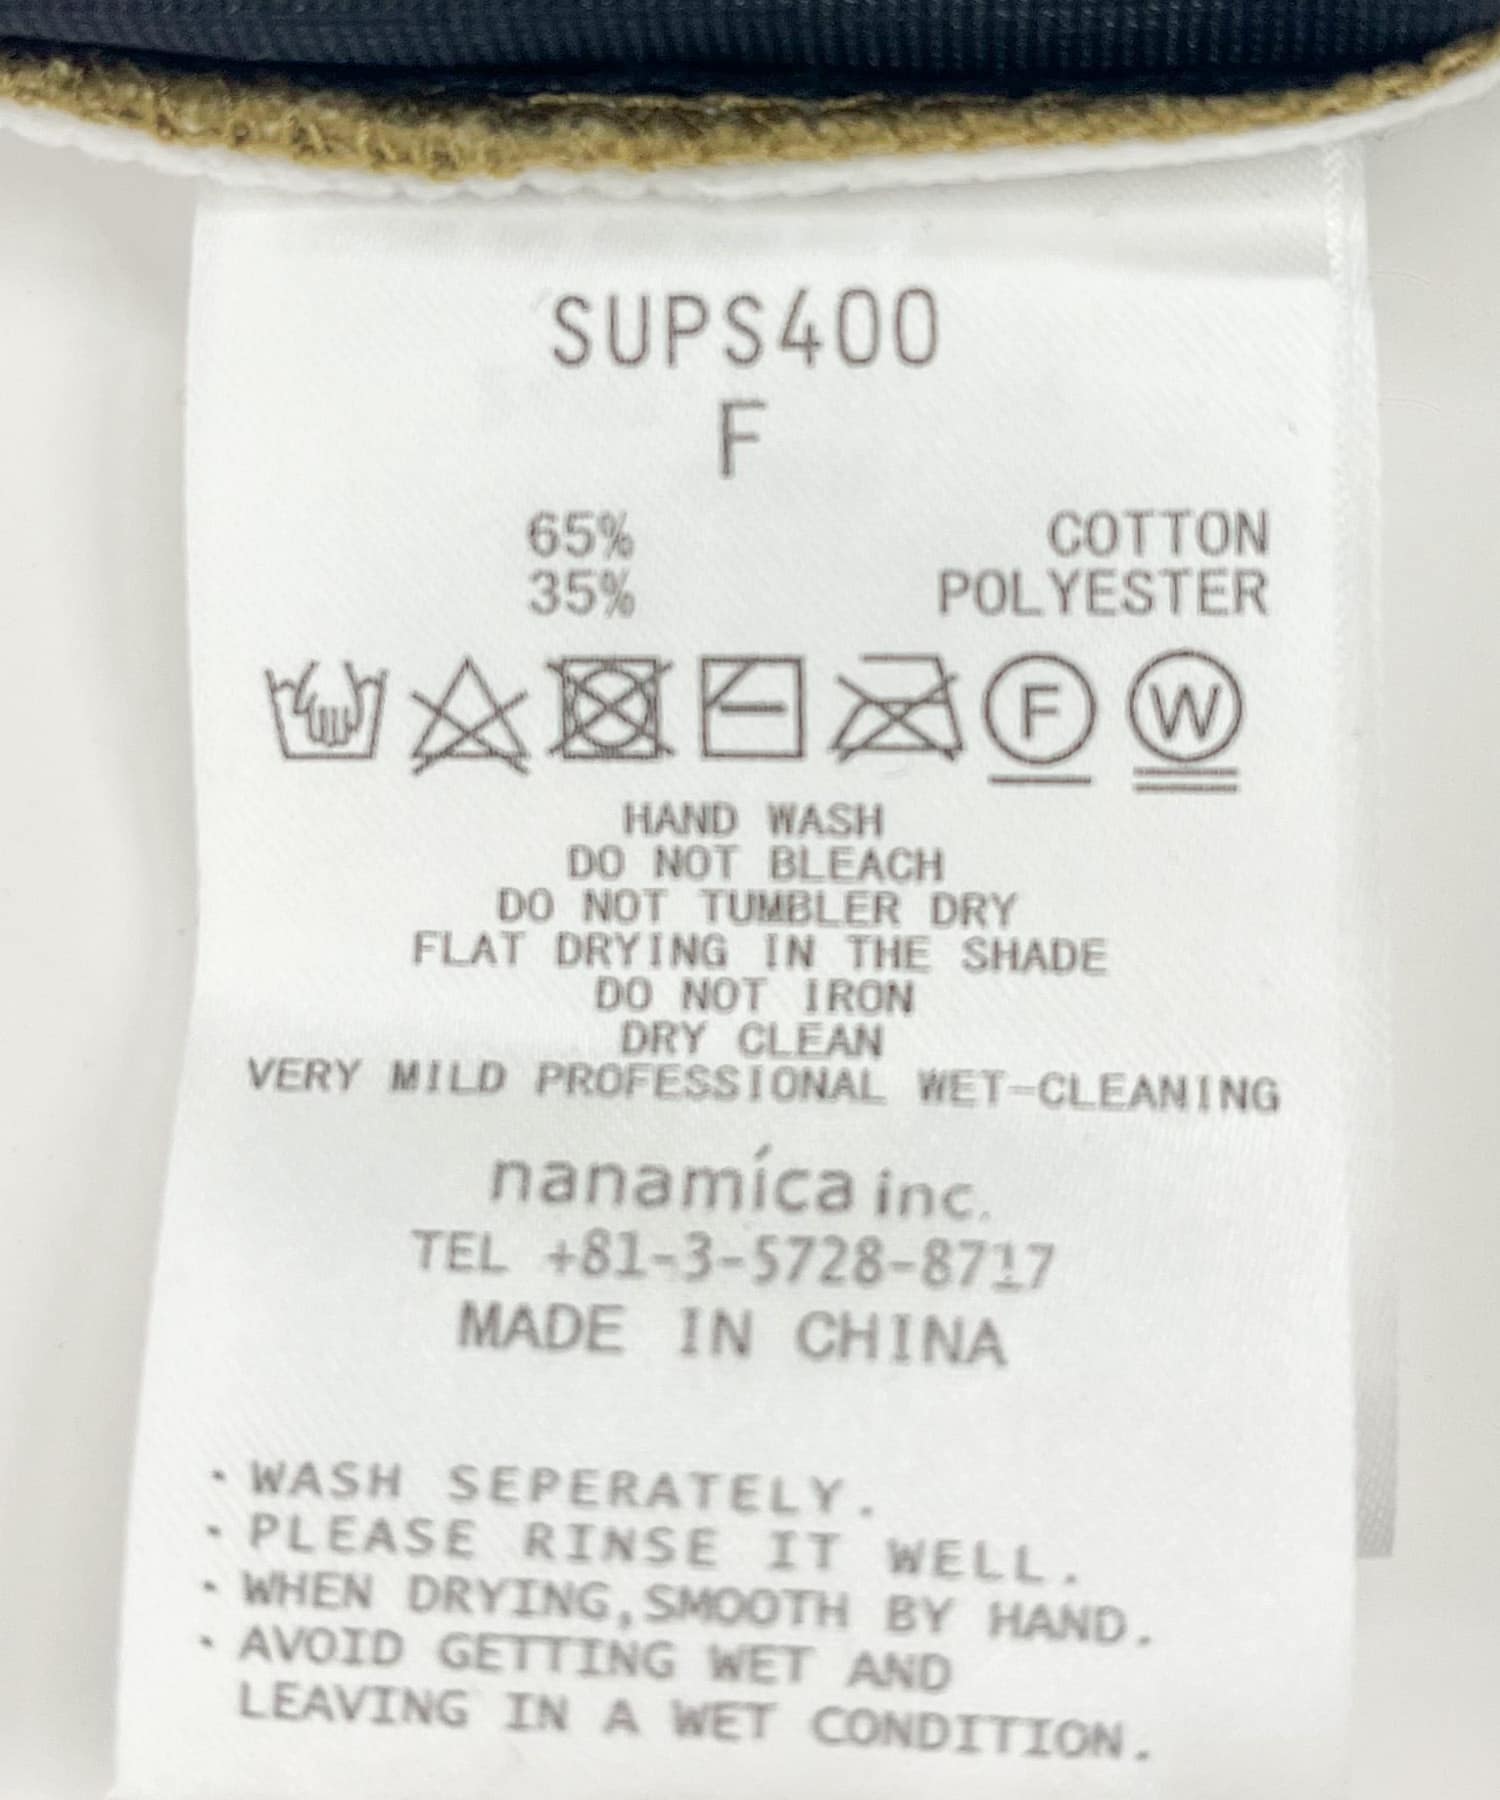 SUPS400
F
65% COTTON
35% POLYESTER
F W
HAND WASH
DO NOT BLEACH
DO NOT TUMBLER DRY
FLAT DRYING IN THE SHADE
DO NOT IRON
DRY CLEAN
VERY MILD PROFESSIONAL WET-CLEANING
nanamíca inc.
TEL +81-3-5728-8717
MADE IN CHINA
・WASH SEPERATELY.
・PLEASE RINSE IT WELL.
・WHEN DRYING,SMOOTH BY HAND.
・AVOID GETTING WET AND
LEAVING IN A WET CONDITION.